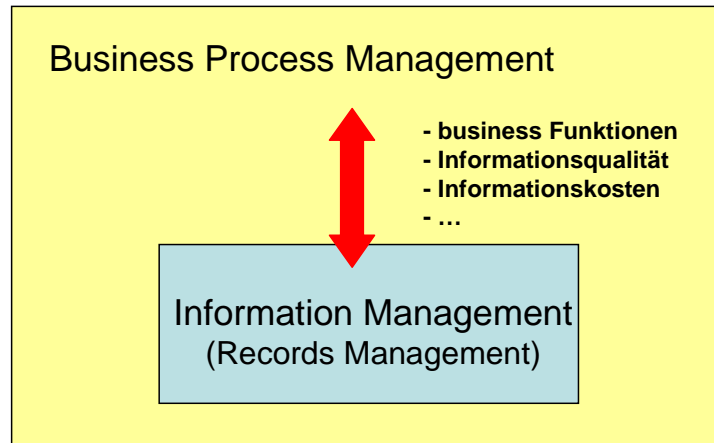 Business Process Management
- business Funktionen
- Informationsqualität
- Informationskosten
- …
Information Management
(Records Management)